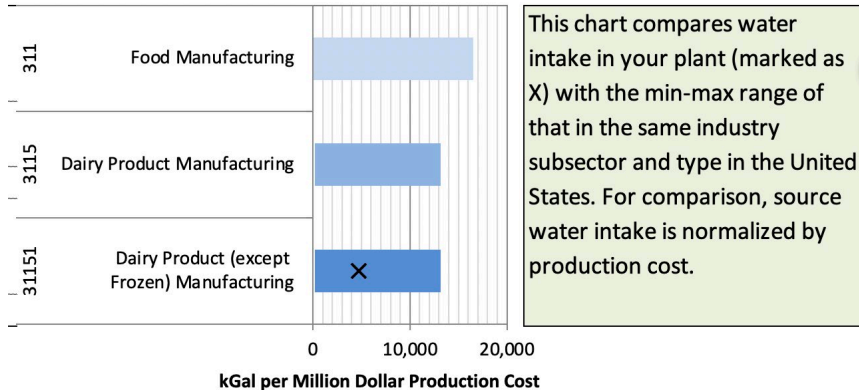 311
Food Manufacturing
3115
Dairy Product Manufacturing
31151
Dairy Product (except
Frozen) Manufacturing
X
0 10,000 20,000
kGal per Million Dollar Production Cost
This chart compares water
intake in your plant (marked as
X) with the min-max range of
that in the same industry
subsector and type in the United
States. For comparison, source
water intake is normalized by
production cost.